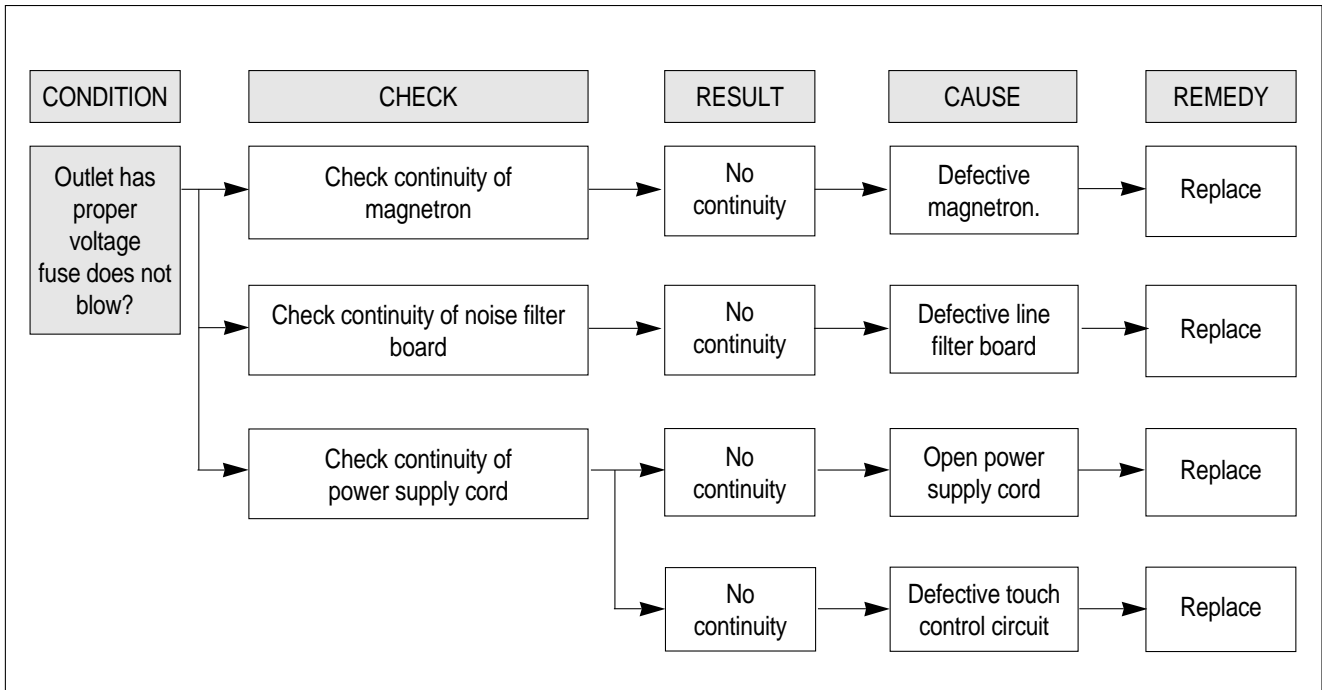 CONDITION
CHECK
RESULT
CAUSE
REMEDY
Outlet has
proper
voltage
fuse does not
blow?
Check continuity of
magnetron
No
continuity
Defective
magnetron.
Replace
Check continuity of noise filter
board
No
continuity
Defective line
filter board
Replace
Check continuity of
power supply cord
No
continuity
Open power
supply cord
Replace
No
continuity
Defective touch
control circuit
Replace